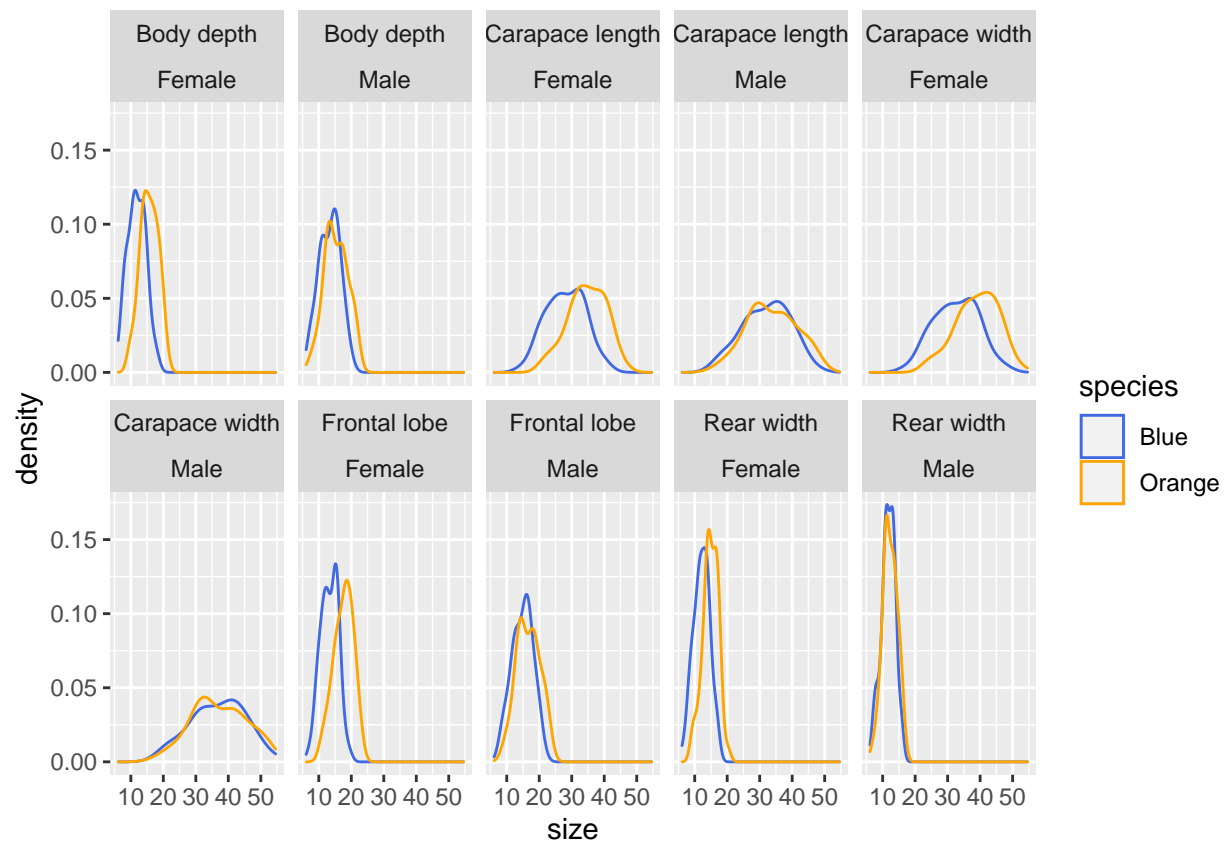 Body depth
Female
Body depth
Male
Carapace length
Female
Carapace length
Male
Carapace width
Female
0.15
0.10
0.05
0.00
density
Carapace width
Male
Frontal lobe
Female
Frontal lobe
Male
Rear width
Female
Rear width
Male
0.15
0.10
0.05
0.00
10 20 30 40 50
10 20 30 40 50
10 20 30 40 50
10 20 30 40 50
10 20 30 40 50
size
species
Blue
Orange